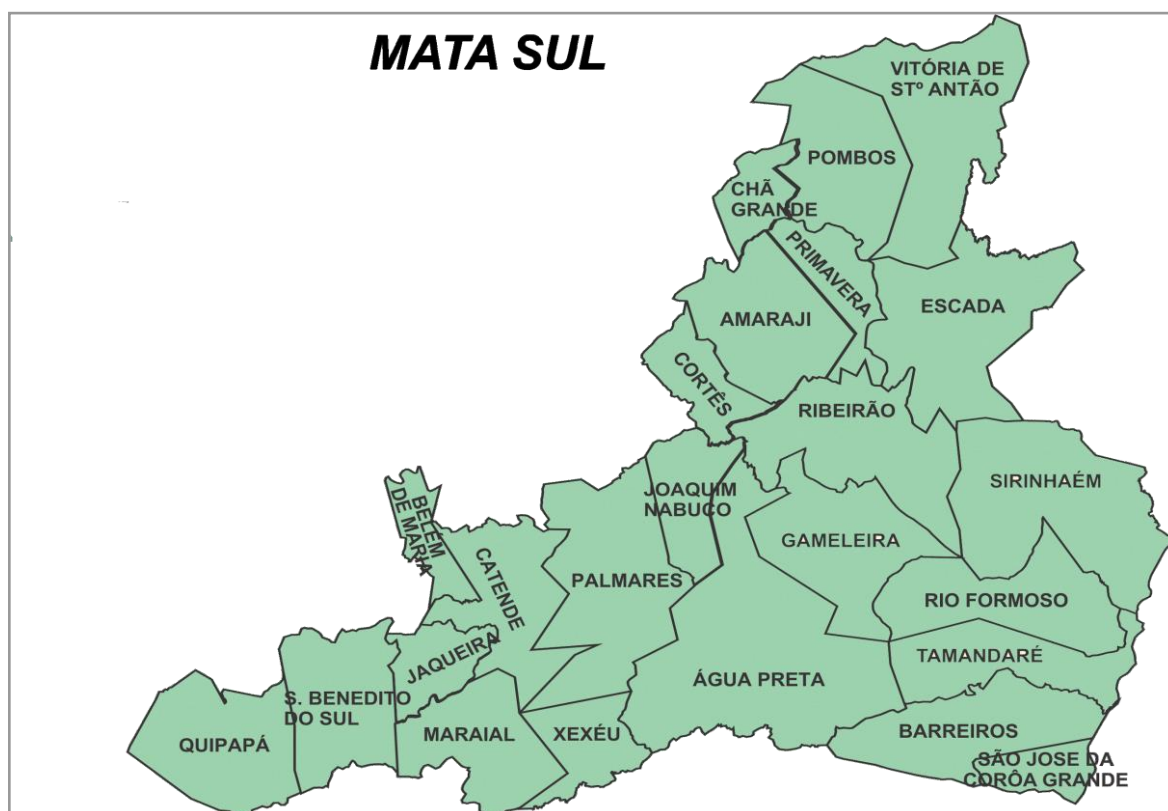 MATA SUL
VITÓRIA DE
STº ANTÃO
POMBOS
CHÃ
GRANDE
PRIMAVERA
ESCADA
AMARAJI
CORTÊS
RIBEIRÃO
JOAQUIM
NABUCO
SIRINHAÉM
BELÉM
DE MARIA
GAMELEIRA
CATENDE
PALMARES
RIO FORMOSO
JAQUEIRA
TAMANDARÉ
ÁGUA PRETA
S. BENEDITO
DO SUL
QUIPAPÁ
MARAIAL
XEXÉU
BARREIROS
SÃO JOSE DA
CORÔA GRANDE